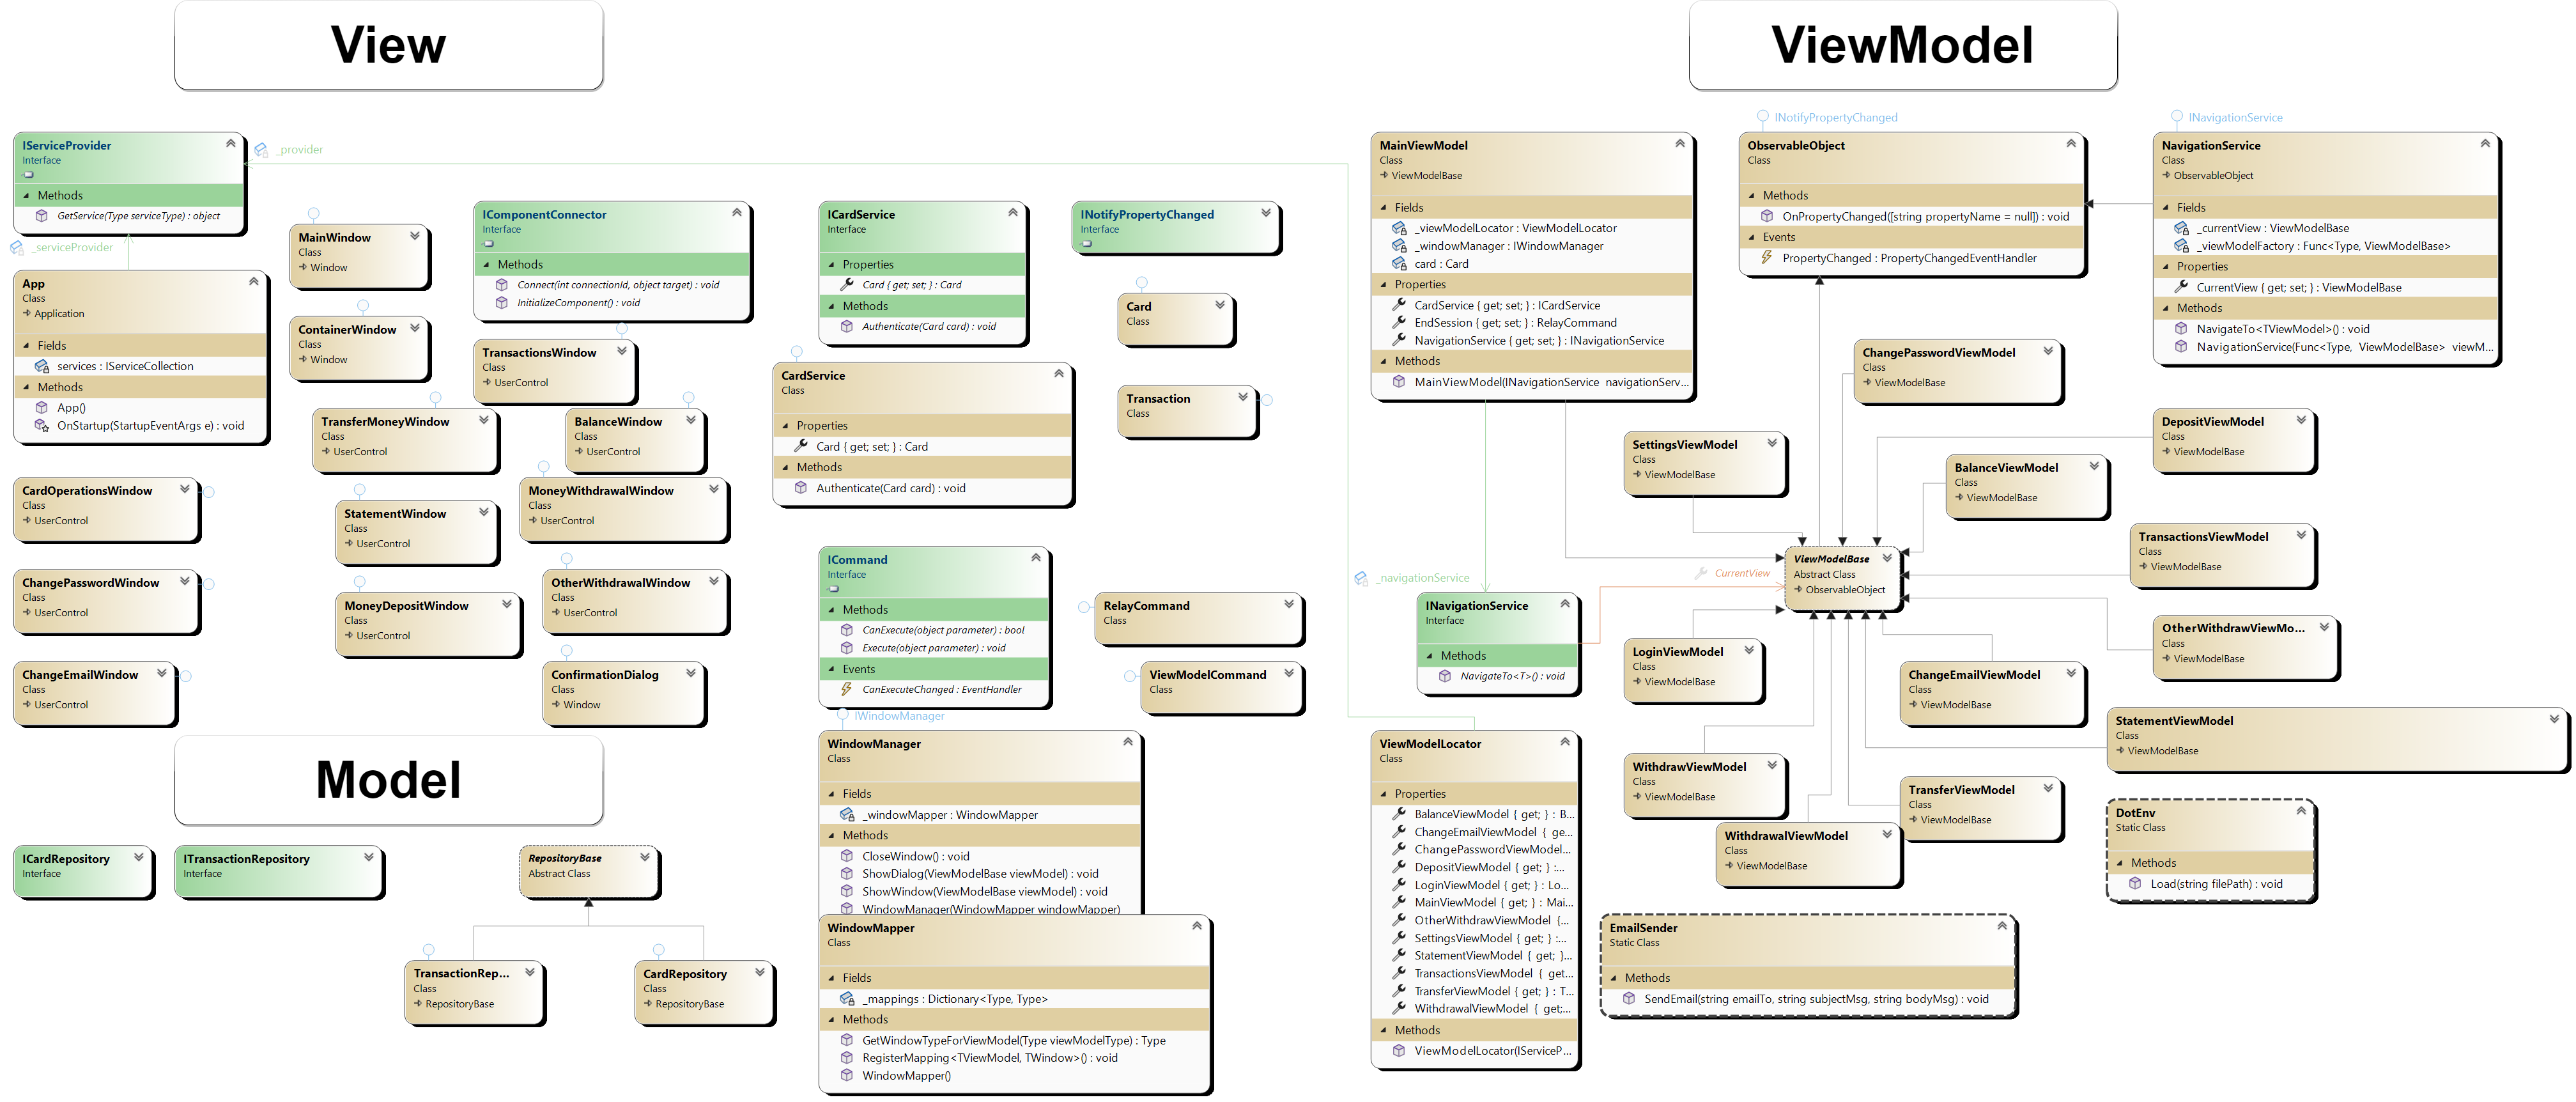 View
ViewModel
IServiceProvider
Interface
Methods
GetService(Type serviceType) : object
_provider
_serviceProvider
App
Class
Application
Fields
services : IServiceCollection
Methods
App()
OnStartup(StartupEventArgs e) : void
MainWindow
Class
Window
ContainerWindow
Class
Window
IComponentConnector
Interface
Methods
Connect(int connectionId, object target) : void
InitializeComponent() : void
TransactionsWindow
Class
UserControl
TransferMoneyWindow
Class
UserControl
BalanceWindow
Class
UserControl
CardOperationsWindow
Class
UserControl
StatementWindow
Class
UserControl
MoneyWithdrawalWindow
Class
UserControl
ChangePasswordWindow
Class
UserControl
MoneyDepositWindow
Class
UserControl
OtherWithdrawalWindow
Class
UserControl
ChangeEmailWindow
Class
UserControl
ConfirmationDialog
Class
Window
ICardService
Interface
Properties
Card { get; set; } : Card
Methods
Authenticate(Card card) : void
CardService
Class
Properties
Card { get; set; } : Card
Methods
Authenticate(Card card) : void
INotifyPropertyChanged
Interface
Card
Class
Transaction
Class
ICommand
Interface
Methods
CanExecute(object parameter) : bool
Execute(object parameter) : void
Events
CanExecuteChanged : EventHandler
RelayCommand
Class
ViewModelCommand
Class
IWindowManager
WindowManager
Class
Fields
_windowMapper : WindowMapper
Methods
CloseWindow() : void
ShowDialog(ViewModelBase viewModel) : void
ShowWindow(ViewModelBase viewModel) : void
WindowManager(WindowMapper windowMapper)
WindowMapper
Class
Fields
_mappings : Dictionary<Type, Type>
Methods
GetWindowTypeForViewModel(Type viewModelType) : Type
RegisterMapping<TViewModel, TWindow>() : void
WindowMapper()
Model
ICardRepository
Interface
ITransactionRepository
Interface
RepositoryBase
Abstract Class
TransactionRep...
Class
RepositoryBase
CardRepository
Class
RepositoryBase
MainViewModel
Class
ViewModelBase
Fields
_viewModelLocator : ViewModelLocator
_windowManager : IWindowManager
card : Card
Properties
CardService { get; set; } : ICardService
EndSession { get; set; } : RelayCommand
NavigationService { get; set; } : INavigationService
Methods
MainViewModel(INavigationService navigationServ...
INotifyPropertyChanged
ObservableObject
Class
Methods
OnPropertyChanged([string propertyName = null]) : void
Events
PropertyChanged : PropertyChangedEventHandler
INavigationService
NavigationService
Class
ObservableObject
Fields
_currentView : ViewModelBase
_viewModelFactory : Func<Type, ViewModelBase>
Properties
CurrentView { get; set; } : ViewModelBase
Methods
NavigateTo<TViewModel>() : void
NavigationService(Func<Type, ViewModelBase> viewM...
ChangePasswordViewModel
Class
ViewModelBase
SettingsViewModel
Class
ViewModelBase
DepositViewModel
Class
ViewModelBase
BalanceViewModel
Class
ViewModelBase
TransactionsViewModel
Class
ViewModelBase
ViewModelBase
Abstract Class
ObservableObject
CurrentView
_navigationService
INavigationService
Interface
Methods
NavigateTo<T>() : void
LoginViewModel
Class
ViewModelBase
OtherWithdrawViewMo...
Class
ViewModelBase
ChangeEmailViewModel
Class
ViewModelBase
StatementViewModel
Class
ViewModelBase
WithdrawViewModel
Class
ViewModelBase
TransferViewModel
Class
ViewModelBase
WithdrawalViewModel
Class
ViewModelBase
ViewModelLocator
Class
Properties
BalanceViewModel { get; } : B...
ChangeEmailViewModel { ge...
ChangePasswordViewModel...
DepositViewModel { get; } :...
LoginViewModel { get; } : Lo...
MainViewModel { get; } : Mai...
OtherWithdrawViewModel {...
SettingsViewModel { get; } :...
StatementViewModel { get; }...
TransactionsViewModel { get...
TransferViewModel { get; } : T...
WithdrawalViewModel { get;...
Methods
ViewModelLocator(IServiceP...
DotEnv
Static Class
Methods
Load(string filePath) : void
EmailSender
Static Class
Methods
SendEmail(string emailTo, string subjectMsg, string bodyMsg) : void